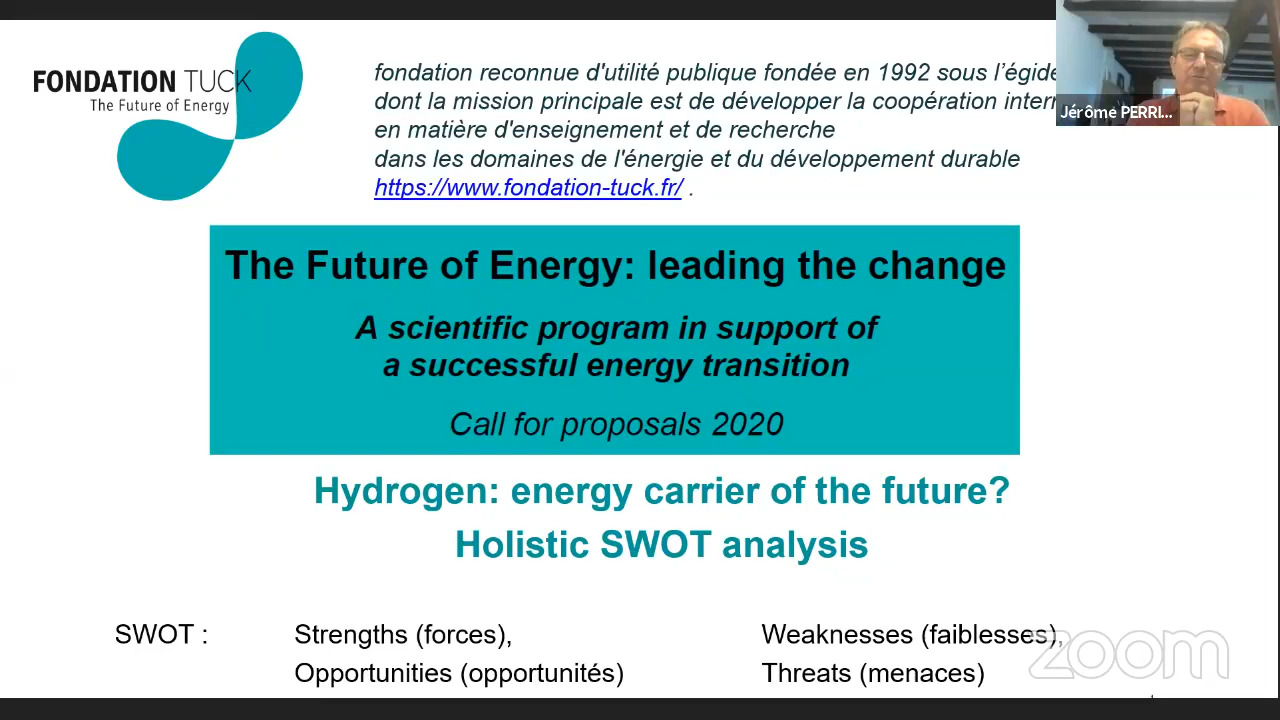 FONDATION TUCK
The Future of Energy
fondation reconnue d'utilité publique fondée en 1992 sous l'égide
dont la mission principale est de développer la coopération
en matière d'enseignement et de recherche
dans les domaines de l'énergie et du développement durable
https://www.fondation-tuck.fr/ .
Jérôme PERRI...
The Future of Energy: leading the change
A scientific program in support of
a successful energy transition
Call for proposals 2020
Hydrogen: energy carrier of the future?
Holistic SWOT analysis
SWOT : Strengths (forces), Weaknesses (faiblesses),
Opportunities (opportunités) Threats (menaces)
zoom